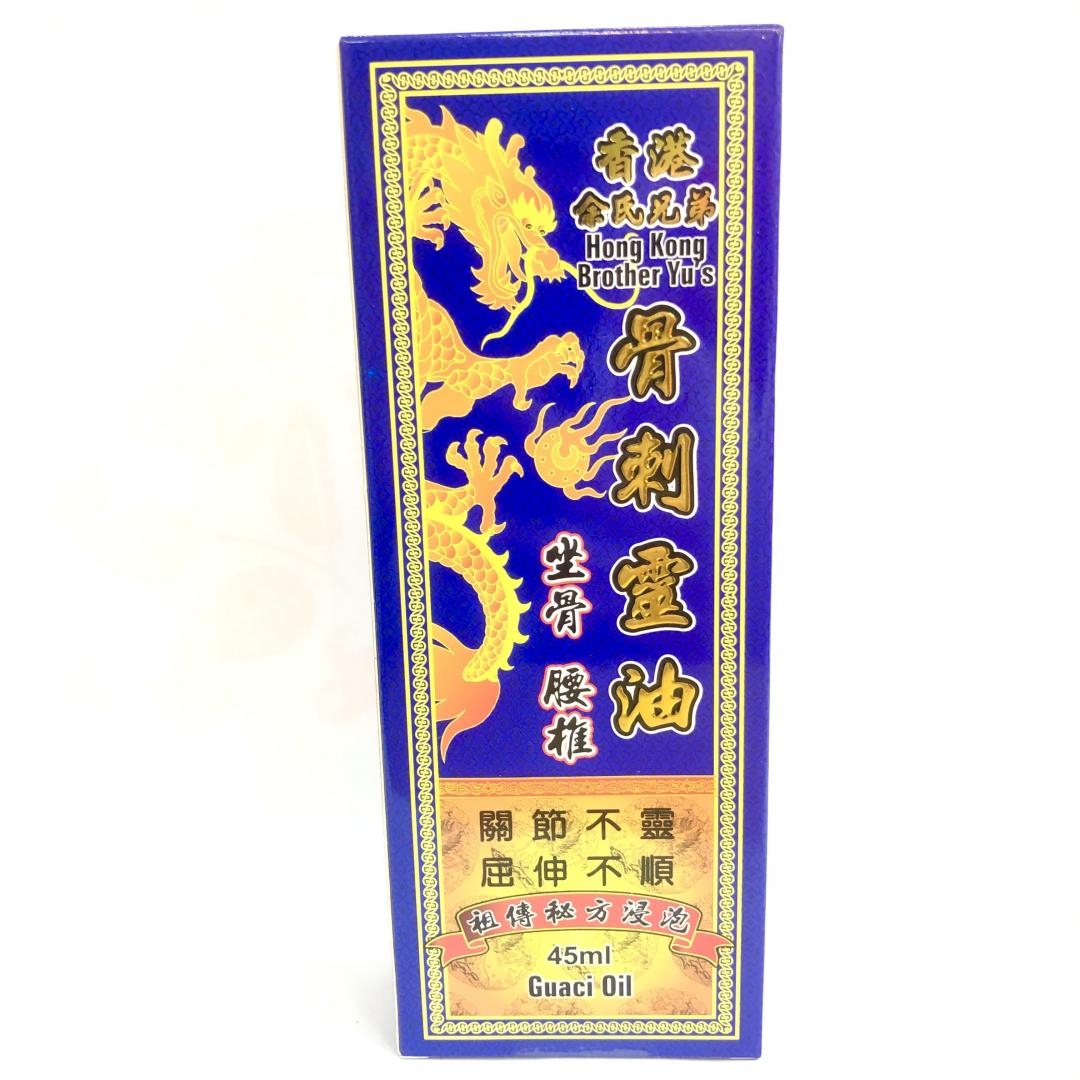 香港
余氏兄弟
Hong Kong
Brother Yu's
骨刺靈油
坐骨 腰椎
關節不靈
屈伸不順
祖傳秘方浸泡
45ml
Guaci Oil